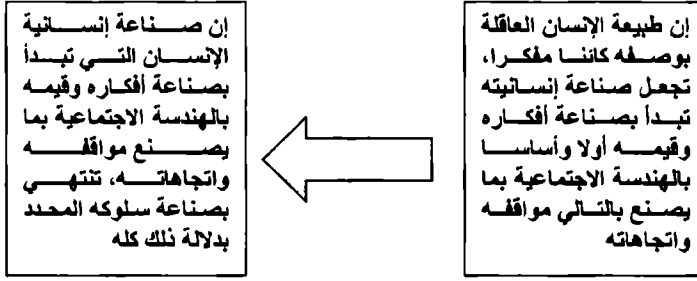 إن طبيعة الإنسان العاقلة
بوصفه كائنا مفكرا،
تجعل صناعة إنسانيته
تبدأ بصناعة أفكاره
وقيمه أولا وأساسا
بالهندسة الاجتماعية بما
يصنع بالتالي مواقفه
واتجاهاته
إن صناعة إنسانية
الإنسان التي تبدأ
بصناعة أفكاره وقيمه
بالهندسة الاجتماعية بما
يصنع مواقفه
واتجاهاته، تنتهي
بصناعة سلوكه المحدد
بدلالة ذلك كله